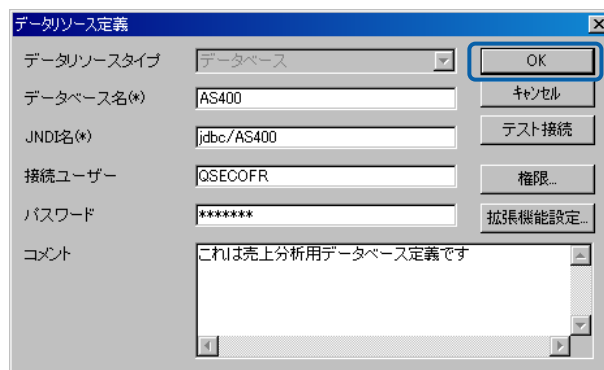 データリソース定義
データリソースタイプ データベース OK
データベース名(*) AS400 キャンセル
JNDI名(*) jdbc/AS400 テスト接続
接続ユーザー QSECOFR 権限...
パスワード ******* 拡張機能設定...
コメント これは売上分析用データベース定義です